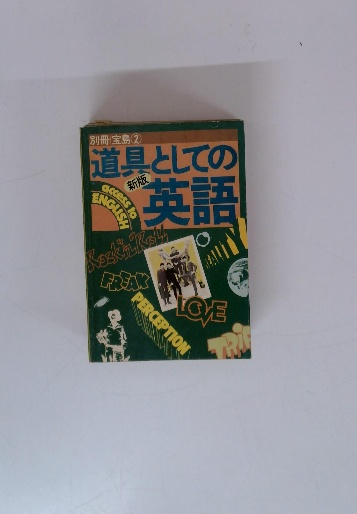 別冊・宝島②
道具としての
新版
英語
access to
ENGLISH
Rock'n'Roll
FREAK
LOVE
PERCEPTION
TRIP